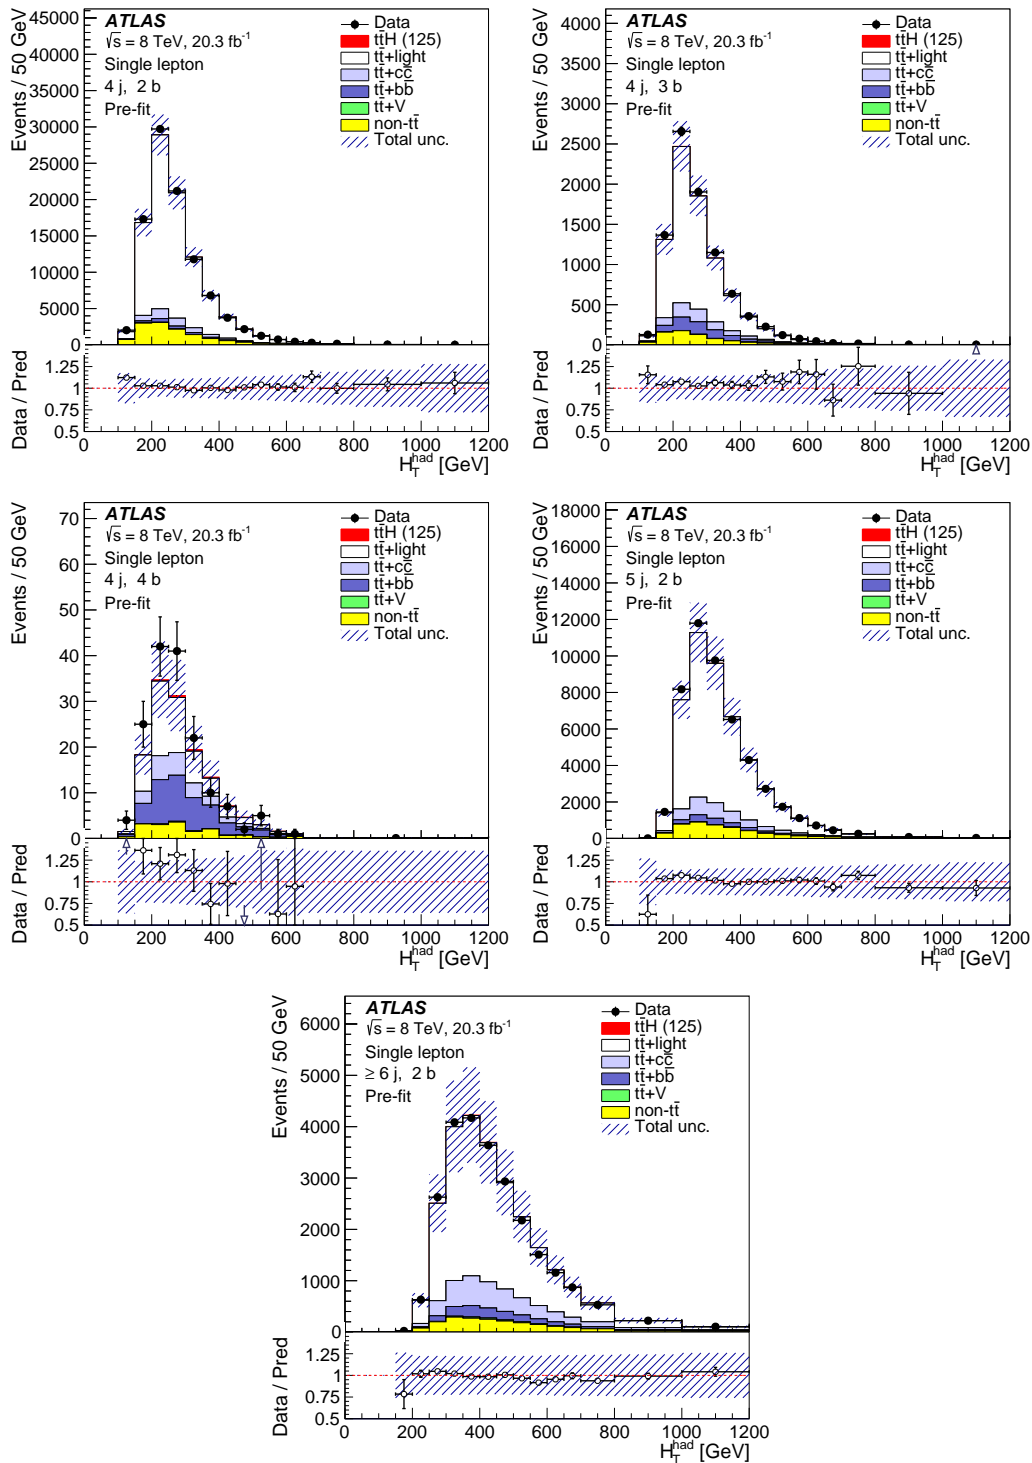 ATLAS
√s = 8 TeV, 20.3 fb⁻¹
Single lepton
4 j, 2 b
Pre-fit
Data
tt̄H (125)
tt̄+light
tt̄+cc̄
tt̄+bb̄
tt̄+V
non-tt̄
Total unc.
Events / 50 GeV
45000
40000
35000
30000
25000
20000
15000
10000
5000
0
Data / Pred
1.25
1
0.75
0.5
0 200 400 600 800 1000 1200
H_T^had [GeV]
ATLAS
√s = 8 TeV, 20.3 fb⁻¹
Single lepton
4 j, 3 b
Pre-fit
Data
tt̄H (125)
tt̄+light
tt̄+cc̄
tt̄+bb̄
tt̄+V
non-tt̄
Total unc.
Events / 50 GeV
4000
3500
3000
2500
2000
1500
1000
500
0
Data / Pred
1.25
1
0.75
0.5
0 200 400 600 800 1000 1200
H_T^had [GeV]
ATLAS
√s = 8 TeV, 20.3 fb⁻¹
Single lepton
4 j, 4 b
Pre-fit
Data
tt̄H (125)
tt̄+light
tt̄+cc̄
tt̄+bb̄
tt̄+V
non-tt̄
Total unc.
Events / 50 GeV
70
60
50
40
30
20
10
0
Data / Pred
1.25
1
0.75
0.5
0 200 400 600 800 1000 1200
H_T^had [GeV]
ATLAS
√s = 8 TeV, 20.3 fb⁻¹
Single lepton
5 j, 2 b
Pre-fit
Data
tt̄H (125)
tt̄+light
tt̄+cc̄
tt̄+bb̄
tt̄+V
non-tt̄
Total unc.
Events / 50 GeV
18000
16000
14000
12000
10000
8000
6000
4000
2000
0
Data / Pred
1.25
1
0.75
0.5
0 200 400 600 800 1000 1200
H_T^had [GeV]
ATLAS
√s = 8 TeV, 20.3 fb⁻¹
Single lepton
≥ 6 j, 2 b
Pre-fit
Data
tt̄H (125)
tt̄+light
tt̄+cc̄
tt̄+bb̄
tt̄+V
non-tt̄
Total unc.
Events / 50 GeV
6000
5000
4000
3000
2000
1000
0
Data / Pred
1.25
1
0.75
0.5
0 200 400 600 800 1000 1200
H_T^had [GeV]